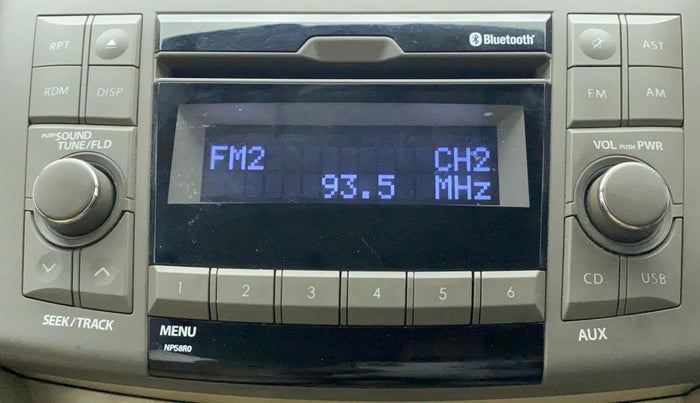 RPT
Bluetooth®
AST
RDM DISP
FM AM
PUSH SOUND
TUNE/FLD
VOL PUSH PWR
FM2 CH2
93.5 MHz
CD USB
1 2 3 4 5 6
SEEK/TRACK
MENU
NP58R0
AUX